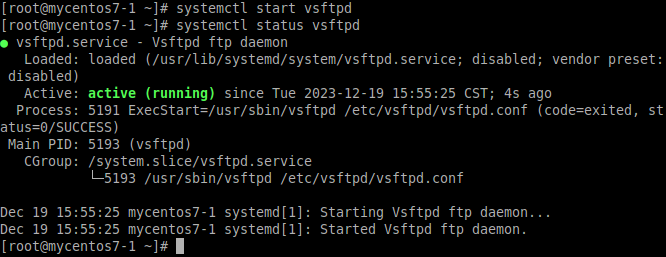 [root@mycentos7-1 ~]# systemctl start vsftpd
[root@mycentos7-1 ~]# systemctl status vsftpd
● vsftpd.service - Vsftpd ftp daemon
   Loaded: loaded (/usr/lib/systemd/system/vsftpd.service; disabled; vendor preset:
 disabled)
   Active: active (running) since Tue 2023-12-19 15:55:25 CST; 4s ago
  Process: 5191 ExecStart=/usr/sbin/vsftpd /etc/vsftpd/vsftpd.conf (code=exited, st
atus=0/SUCCESS)
 Main PID: 5193 (vsftpd)
   CGroup: /system.slice/vsftpd.service
           └─5193 /usr/sbin/vsftpd /etc/vsftpd/vsftpd.conf

Dec 19 15:55:25 mycentos7-1 systemd[1]: Starting Vsftpd ftp daemon...
Dec 19 15:55:25 mycentos7-1 systemd[1]: Started Vsftpd ftp daemon.
[root@mycentos7-1 ~]#